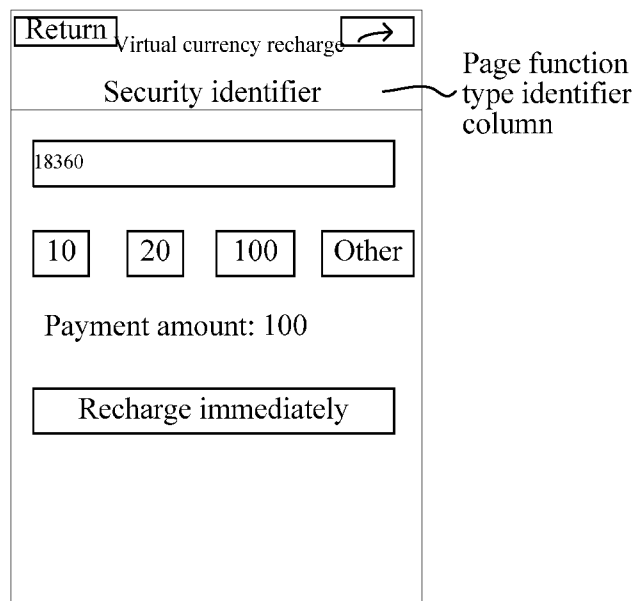 Return
Virtual currency recharge
Security identifier
Page function
type identifier
column
18360
10 20 100 Other
Payment amount: 100
Recharge immediately